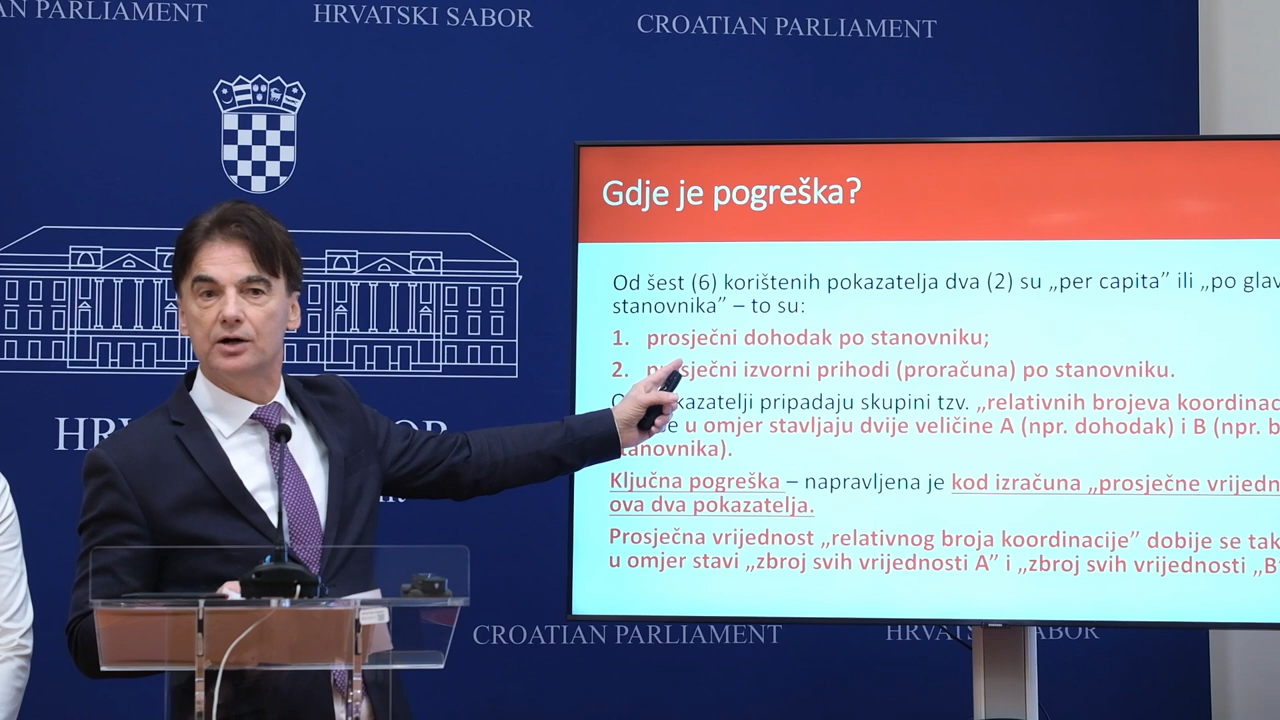 AN PARLIAMENT
HRVATSKI SABOR
CROATIAN PARLIAMENT
Gdje je pogreška?
Od šest (6) korištenih pokazatelja dva (2) su „per capita” ili „po glav
stanovnika” – to su:
1. prosječni dohodak po stanovniku;
2. prosječni izvorni prihodi (proračuna) po stanovniku.
kazatelji pripadaju skupini tzv. „relativnih brojeva koordinac
se u omjer stavljaju dvije veličine A (npr. dohodak) i B (npr. b
stanovnika).
Ključna pogreška – napravljena je kod izračuna „prosječne vrijedn
ova dva pokazatelja.
Prosječna vrijednost „relativnog broja koordinacije” dobije se tak
u omjer stavi „zbroj svih vrijednosti A” i „zbroj svih vrijednosti „B
CROATIAN PARLIAMENT
HRVATSKI SABOR